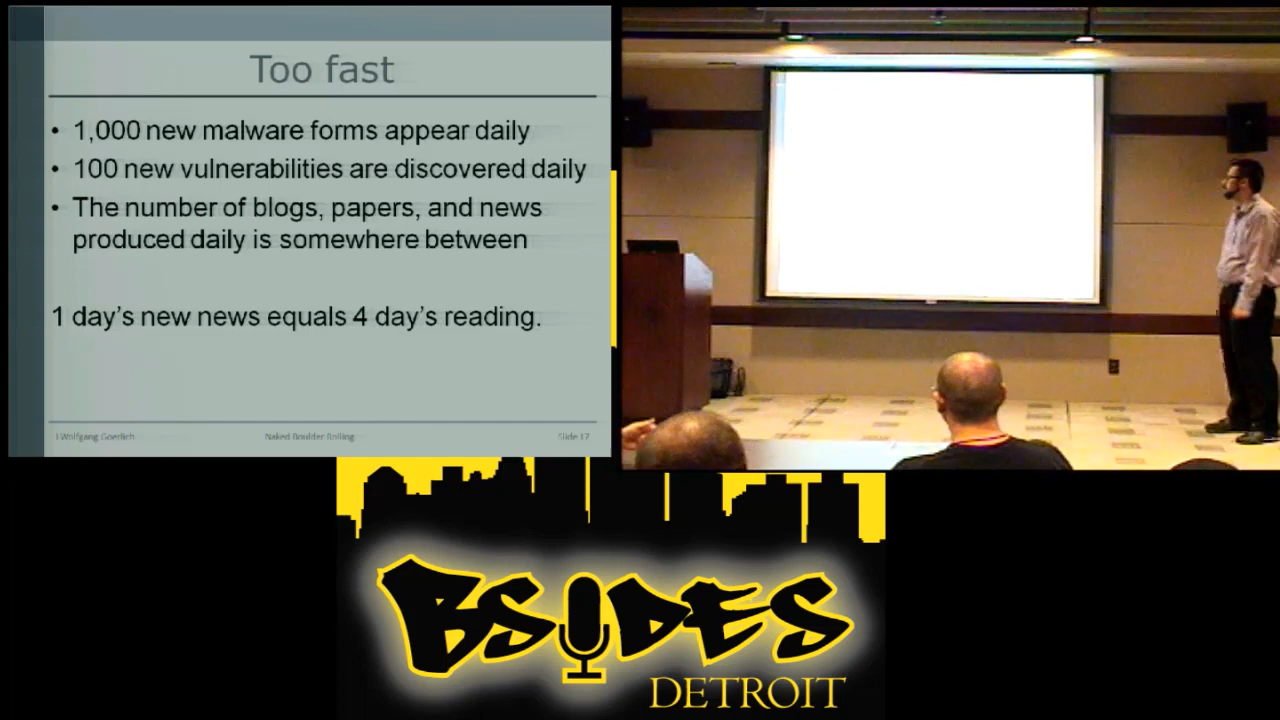 Too fast
• 1,000 new malware forms appear daily
• 100 new vulnerabilities are discovered daily
• The number of blogs, papers, and news
produced daily is somewhere between
1 day’s new news equals 4 day’s reading.
J Wolfgang Goerlich Naked Boulder Rolling Slide 17
BSIDES
DETROIT